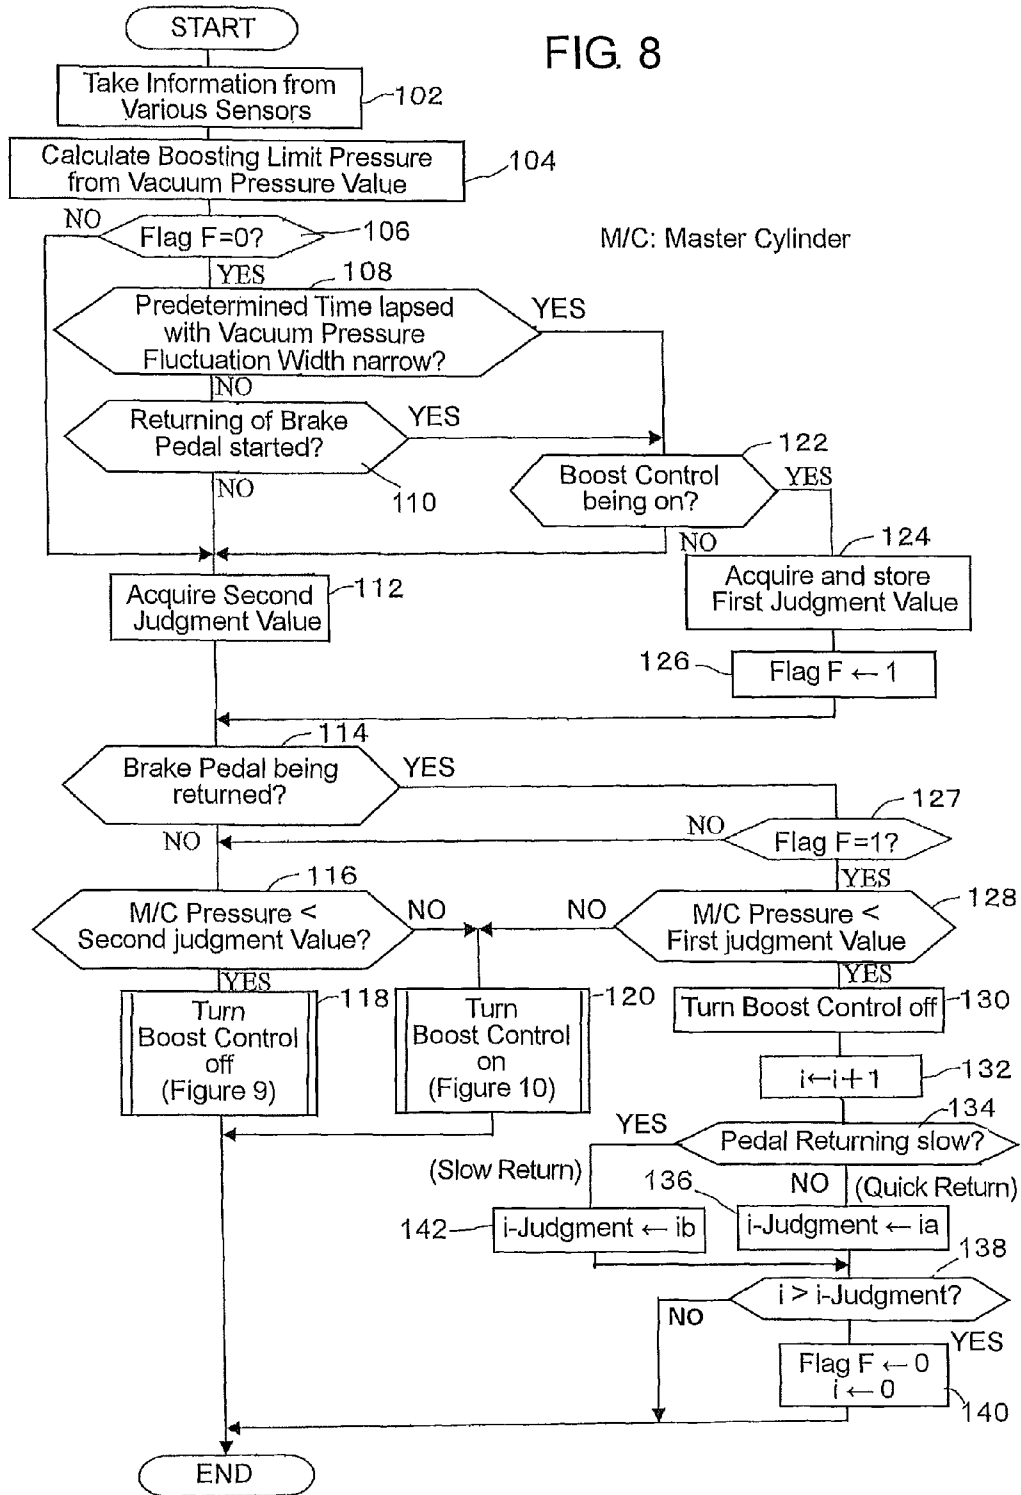 START
FIG. 8
Take Information from
Various Sensors
102
Calculate Boosting Limit Pressure
from Vacuum Pressure Value
104
NO
Flag F=0?
106
M/C: Master Cylinder
YES
108
Predetermined Time lapsed
with Vacuum Pressure
Fluctuation Width narrow?
YES
NO
Returning of Brake
Pedal started?
YES
110
NO
122
Boost Control
being on?
YES
NO
124
Acquire and store
First Judgment Value
Acquire Second
Judgment Value
112
126
Flag F ← 1
114
Brake Pedal being
returned?
YES
127
NO
NO
Flag F=1?
YES
116
M/C Pressure <
Second judgment Value?
NO
NO
M/C Pressure <
First judgment Value
128
YES
YES
118
Turn
Boost Control
off
(Figure 9)
120
Turn
Boost Control
on
(Figure 10)
Turn Boost Control off
130
i←i+1
132
134
YES
Pedal Returning slow?
(Slow Return)
NO
(Quick Return)
136
142
i-Judgment ← ib
i-Judgment ← ia
138
i > i-Judgment?
NO
YES
Flag F ← 0
i ← 0
140
END